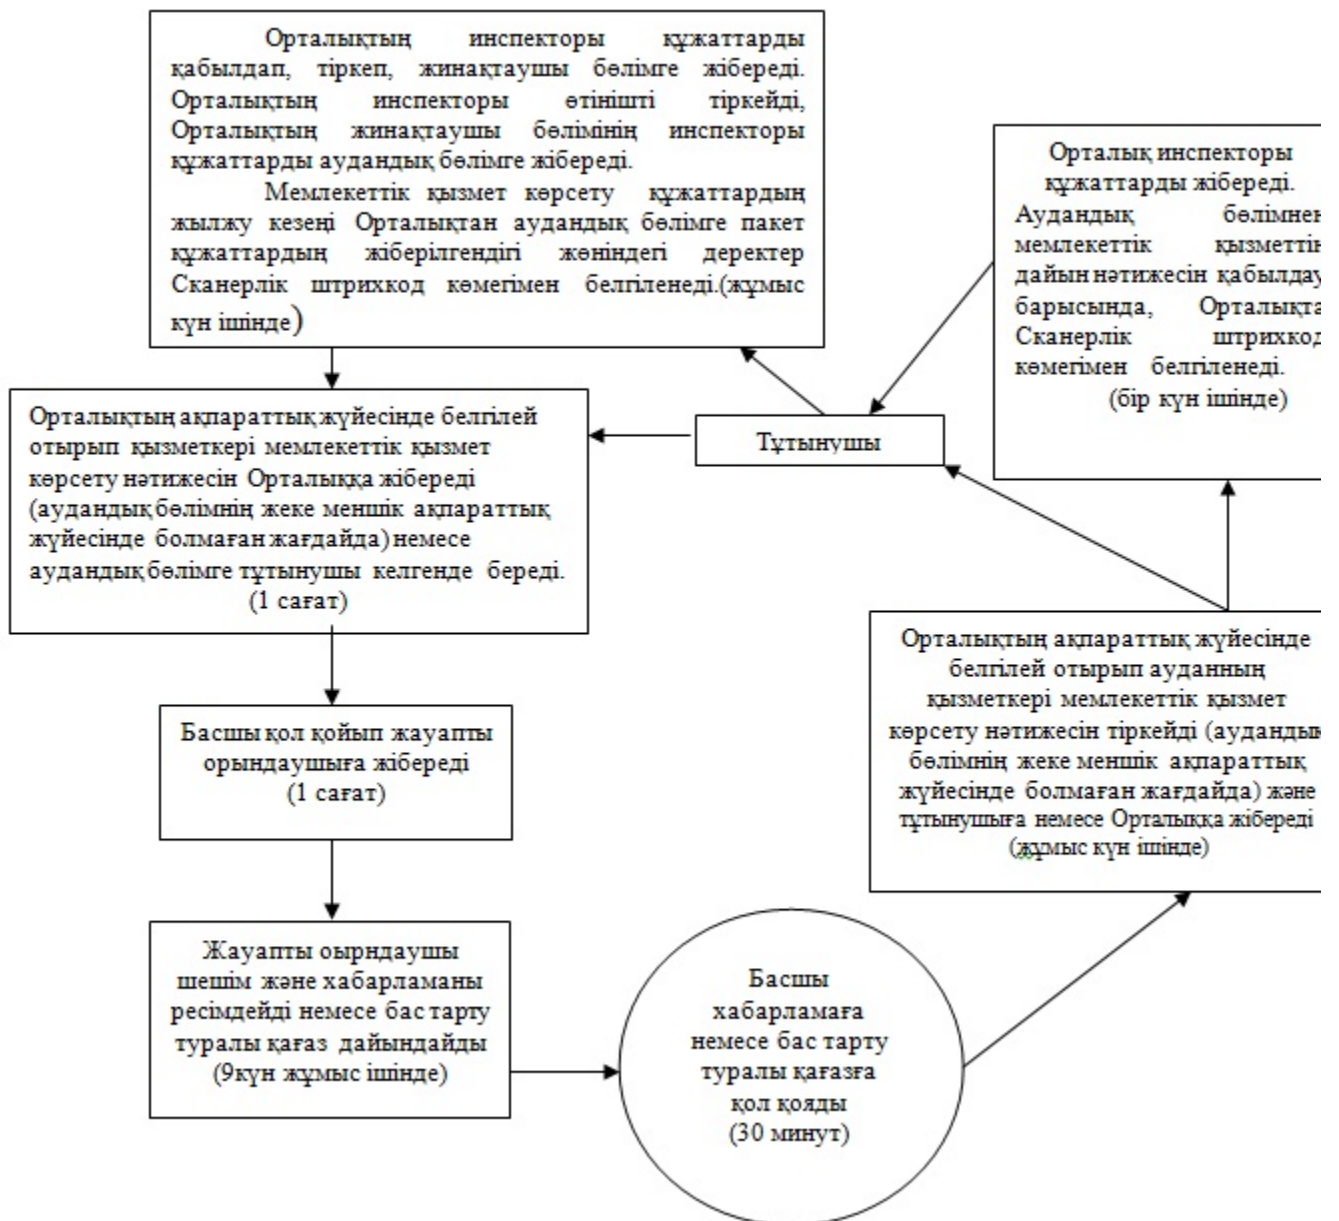 Орталықтың инспекторы құжаттарды
қабылдап, тіркеп, жинақтаушы бөлімге жібереді.
Орталықтың инспекторы өтінішті тіркейді,
Орталықтың жинақтаушы бөлімінің инспекторы
құжаттарды аудандық бөлімге жібереді.
Мемлекеттік қызмет көрсету құжаттардың
жылжу кезеңі Орталықтан аудандық бөлімге пакет
құжаттардың жіберілгендігі жөніндегі деректер
Сканерлік штрихкод көмегімен белгіленеді.(жұмыс
күн ішінде)
Орталық инспекторы
құжаттарды жібереді.
Аудандық бөлімнен
мемлекеттік қызметтің
дайын нәтижесін қабылдау
барысында, Орталықта
Сканерлік штрихкод
көмегімен белгіленеді.
(бір күн ішінде)
Тұтынушы
Орталықтың ақпараттық жүйесінде белгілей
отырып қызметкері мемлекеттік қызмет
көрсету нәтижесін Орталыққа жібереді
(аудандық бөлімнің жеке меншік ақпараттық
жүйесінде болмаған жағдайда) немесе
аудандық бөлімге тұтынушы келгенде береді.
(1 сағат)
Басшы қол қойып жауапты
орындаушыға жібереді
(1 сағат)
Жауапты оырндаушы
шешім және хабарламаны
ресімдейді немесе бас тарту
туралы қағаз дайындайды
(9күн жұмыс ішінде)
Басшы
хабарламаға
немесе бас тарту
туралы қағазға
қол қояды
(30 минут)
Орталықтың ақпараттық жүйесінде
белгілей отырып ауданның
қызметкері мемлекеттік қызмет
көрсету нәтижесін тіркейді (аудандық
бөлімнің жеке меншік ақпараттық
жүйесінде болмаған жағдайда) және
тұтынушыға немесе Орталыққа жібереді
(жұмыс күн ішінде)